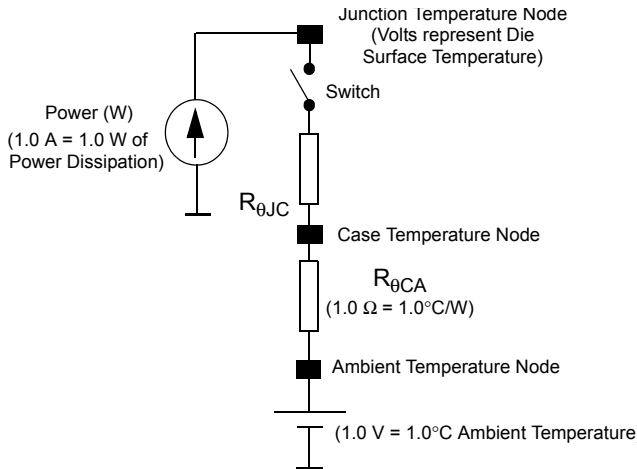 Junction Temperature Node
(Volts represent Die
Surface Temperature)
Switch
Power (W)
(1.0 A = 1.0 W of
Power Dissipation)
RθJC
Case Temperature Node
RθCA
(1.0 Ω = 1.0°C/W)
Ambient Temperature Node
(1.0 V = 1.0°C Ambient Temperature